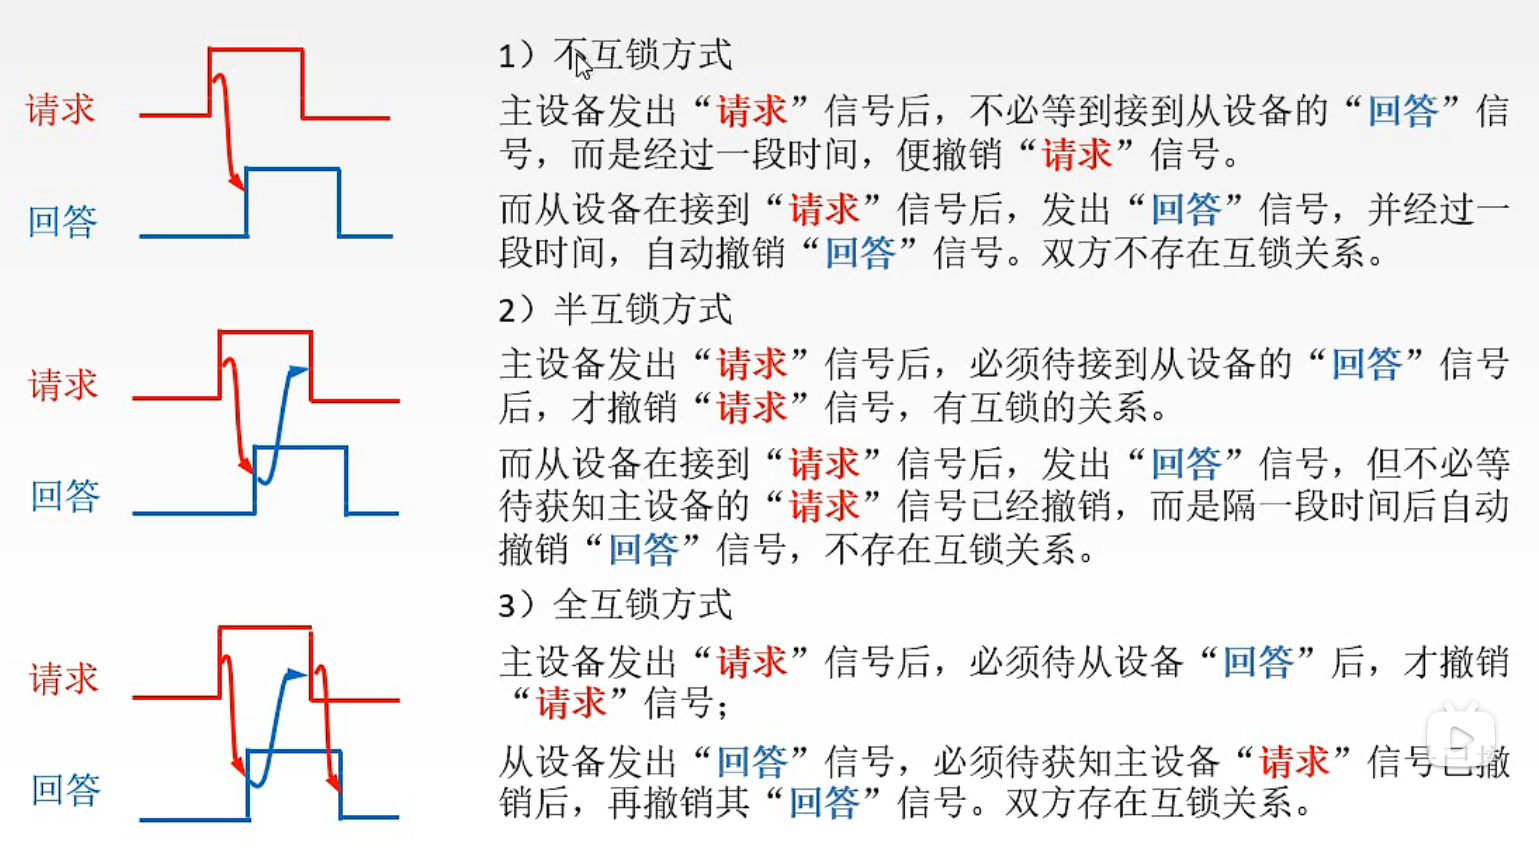 1）不互锁方式
请求
主设备发出“请求”信号后，不必等到接到从设备的“回答”信
号，而是经过一段时间，便撤销“请求”信号。
回答
而从设备在接到“请求”信号后，发出“回答”信号，并经过一
段时间，自动撤销“回答”信号。双方不存在互锁关系。
2）半互锁方式
请求
主设备发出“请求”信号后，必须待接到从设备的“回答”信号
后，才撤销“请求”信号，有互锁的关系。
回答
而从设备在接到“请求”信号后，发出“回答”信号，但不必等
待获知主设备的“请求”信号已经撤销，而是隔一段时间后自动
撤销“回答”信号，不存在互锁关系。
3）全互锁方式
请求
主设备发出“请求”信号后，必须待从设备“回答”后，才撤销
“请求”信号；
回答
从设备发出“回答”信号，必须待获知主设备“请求”信号已撤
销后，再撤销其“回答”信号。双方存在互锁关系。